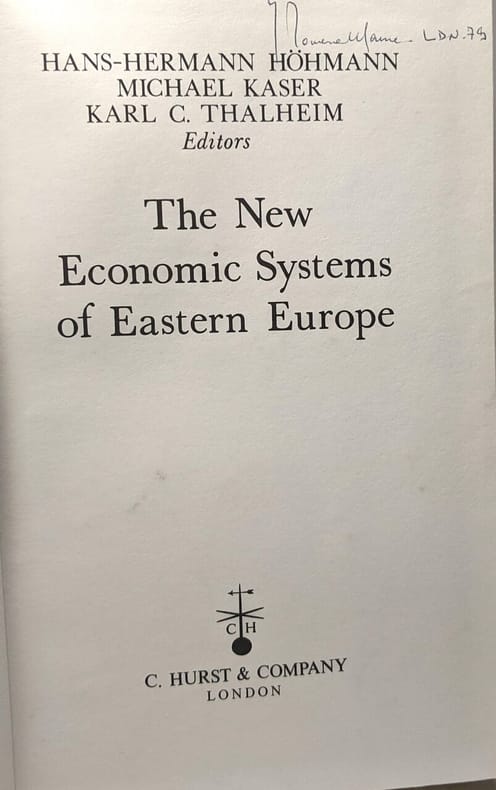 LDN. 79
HANS-HERMANN HÖHMANN
MICHAEL KASER
KARL C. THALHEIM
Editors
The New
Economic Systems
of Eastern Europe
C H
C. HURST & COMPANY
LONDON